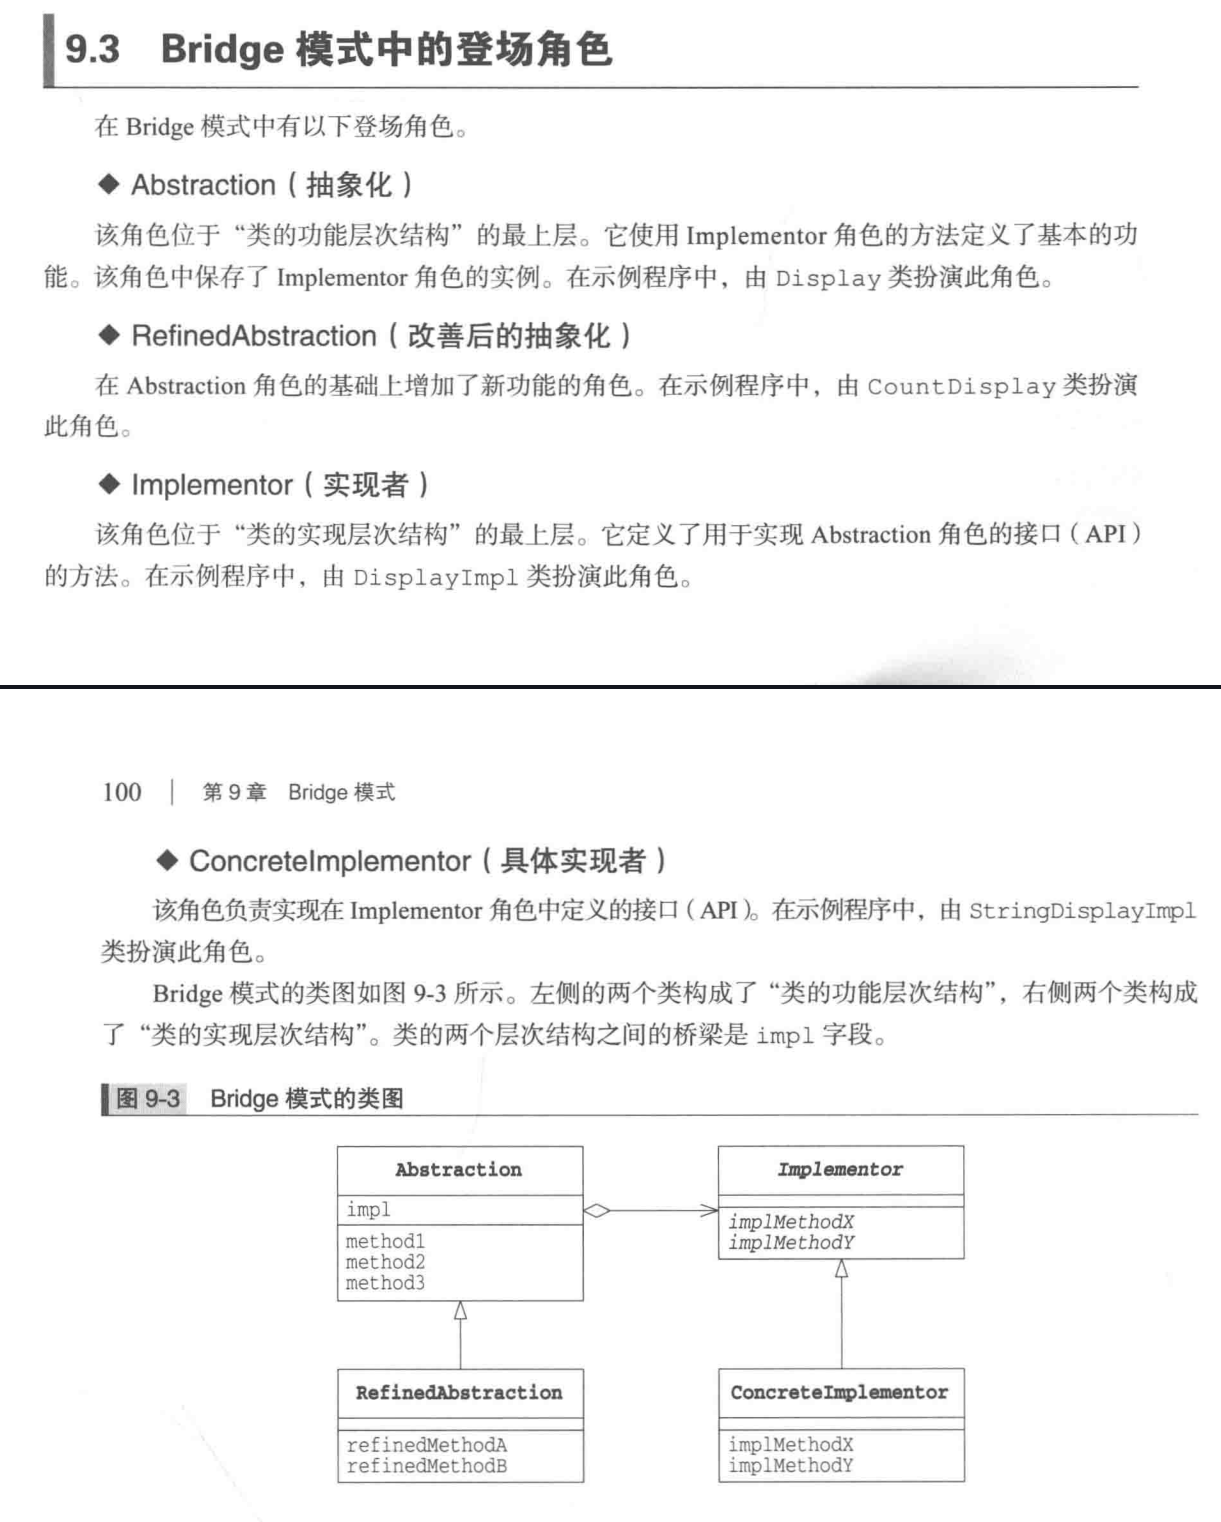 9.3 Bridge 模式中的登场角色
在 Bridge 模式中有以下登场角色。
◆ Abstraction（抽象化）
该角色位于“类的功能层次结构”的最上层。它使用 Implementor 角色的方法定义了基本的功
能。该角色中保存了 Implementor 角色的实例。在示例程序中，由 Display 类扮演此角色。
◆ RefinedAbstraction（改善后的抽象化）
在 Abstraction 角色的基础上增加了新功能的角色。在示例程序中，由 CountDisplay 类扮演
此角色。
◆ Implementor（实现者）
该角色位于“类的实现层次结构”的最上层。它定义了用于实现 Abstraction 角色的接口（API）
的方法。在示例程序中，由 DisplayImpl 类扮演此角色。
100 | 第 9 章 Bridge 模式
◆ ConcreteImplementor（具体实现者）
该角色负责实现在 Implementor 角色中定义的接口（API）。在示例程序中，由 StringDisplayImpl
类扮演此角色。
Bridge 模式的类图如图 9-3 所示。左侧的两个类构成了“类的功能层次结构”，右侧两个类构成
了“类的实现层次结构”。类的两个层次结构之间的桥梁是 impl 字段。
图 9-3 Bridge 模式的类图
Abstraction
impl
method1
method2
method3
Implementor
implMethodX
implMethodY
RefinedAbstraction
refinedMethodA
refinedMethodB
ConcreteImplementor
implMethodX
implMethodY